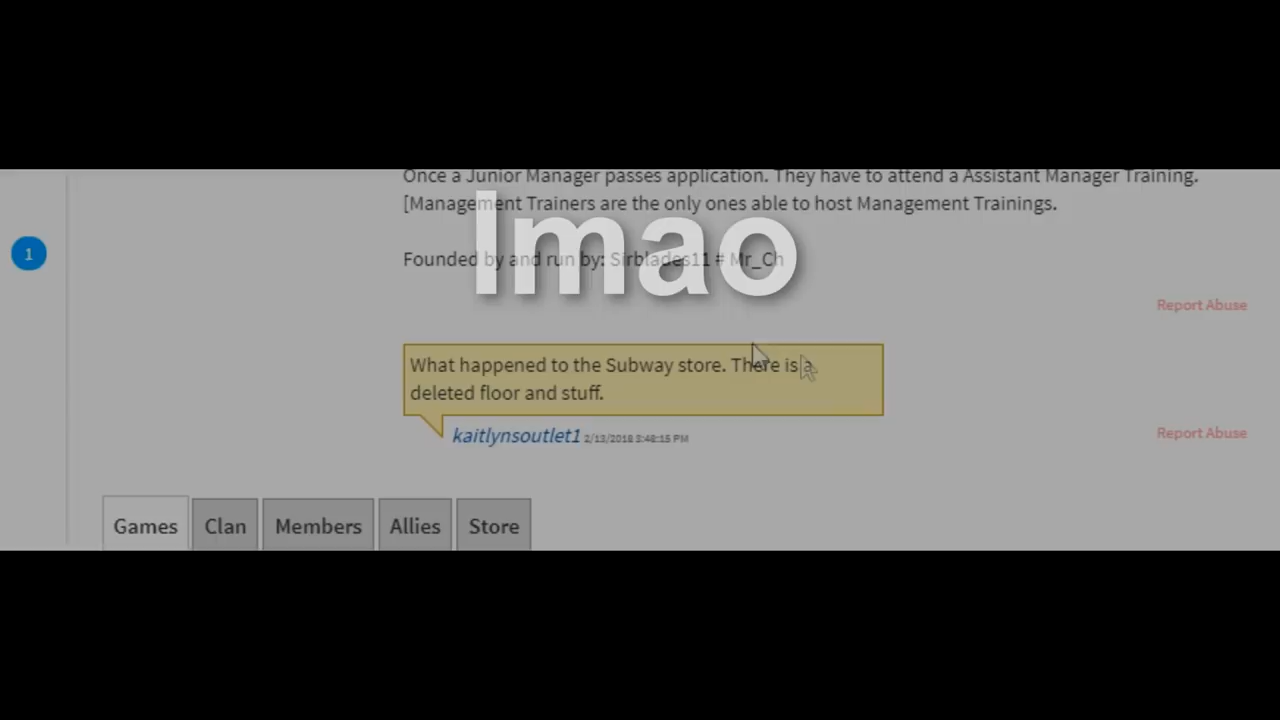 Once a Junior Manager passes application. They have to attend a Assistant Manager Training.
[Management Trainers are the only ones able to host Management Trainings.
lmao
1
Founded by and run by: Sirblades11 # Mr_Ch
Report Abuse
What happened to the Subway store. There is a
deleted floor and stuff.
kaitlynsoutlet1 2/13/2018 3:48:15 PM
Report Abuse
Games Clan Members Allies Store